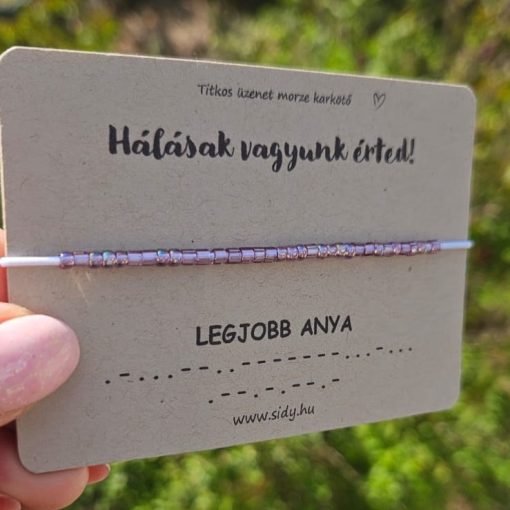 Titkos üzenet morze karkötő ♡
Hálásak vagyunk érted!
LEGJOBB ANYA
.-...--..-------...-...
.--.-.--.-
www.sidy.hu